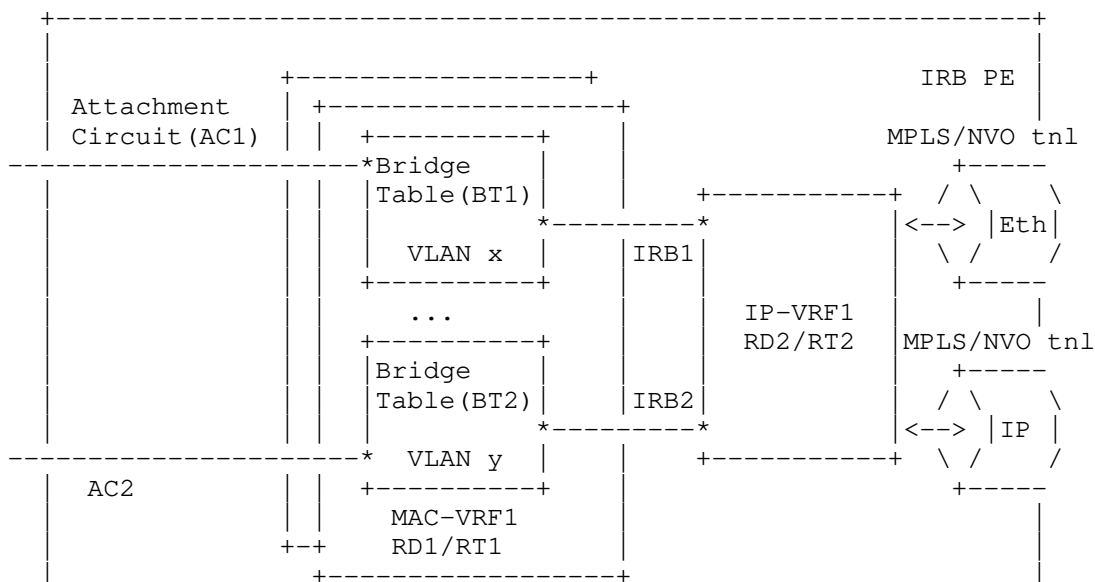 IRB PE
Attachment
Circuit(AC1) MPLS/NVO tnl
Bridge
Table(BT1)
Eth
VLAN x IRB1
... IP-VRF1
RD2/RT2 MPLS/NVO tnl
Bridge
Table(BT2) IRB2
IP
VLAN y
AC2
MAC-VRF1
RD1/RT1